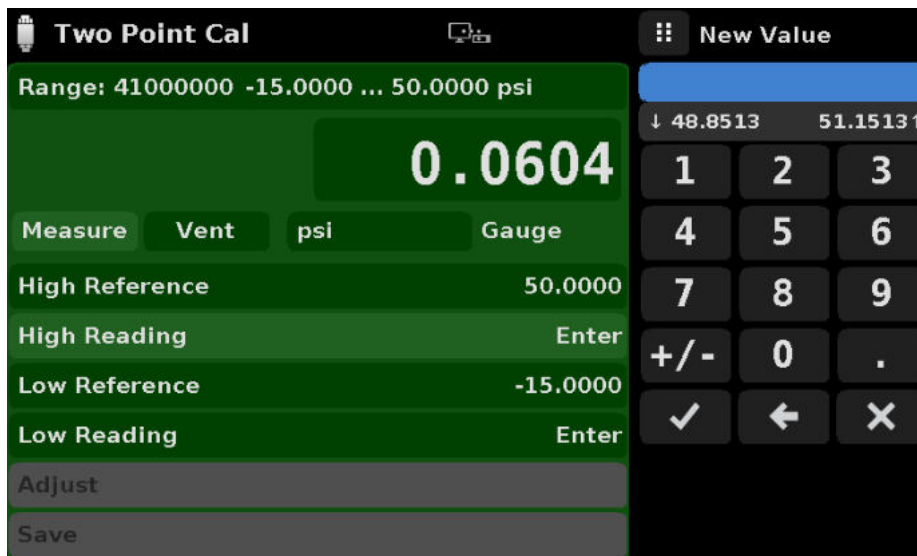 Two Point Cal
Range: 41000000 -15.0000 ... 50.0000 psi
0.0604
Measure Vent psi Gauge
High Reference 50.0000
High Reading Enter
Low Reference -15.0000
Low Reading Enter
Adjust
Save
New Value
↓ 48.8513 51.1513↑
1 2 3
4 5 6
7 8 9
+/- 0 .